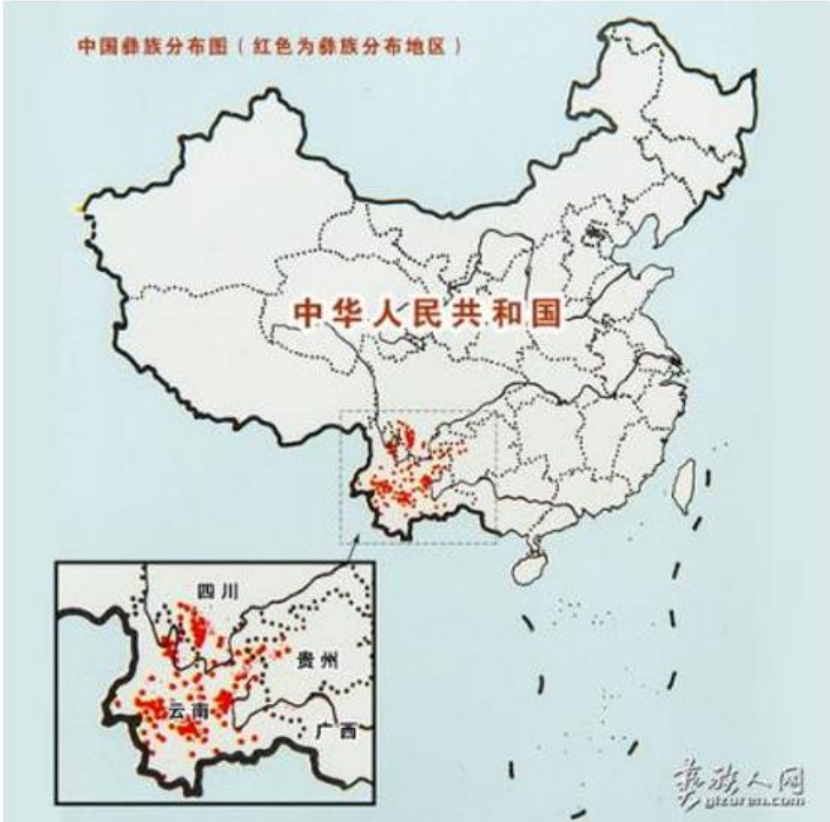 中国彝族分布图（红色为彝族分布地区）
中华人民共和国
四川
贵州
云南
广西
彝族人网
yizuren.com